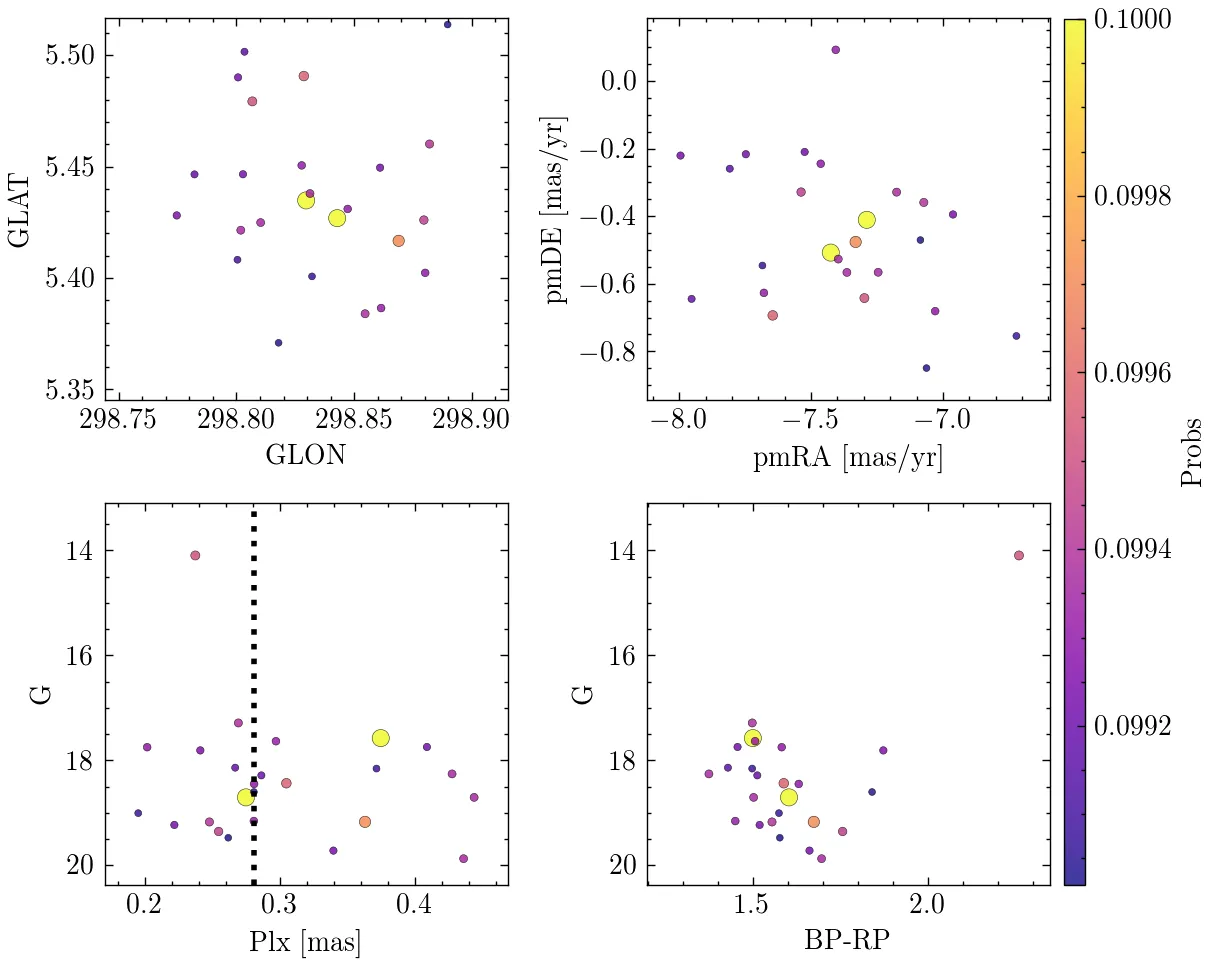 5.50
5.45
5.40
5.35
GLAT
298.75 298.80 298.85 298.90
GLON
0.0
−0.2
−0.4
−0.6
−0.8
pmDE [mas/yr]
−8.0 −7.5 −7.0
pmRA [mas/yr]
14
16
18
20
G
0.2 0.3 0.4
Plx [mas]
14
16
18
20
G
1.5 2.0
BP-RP
0.1000
0.0998
0.0996
0.0994
0.0992
Probs